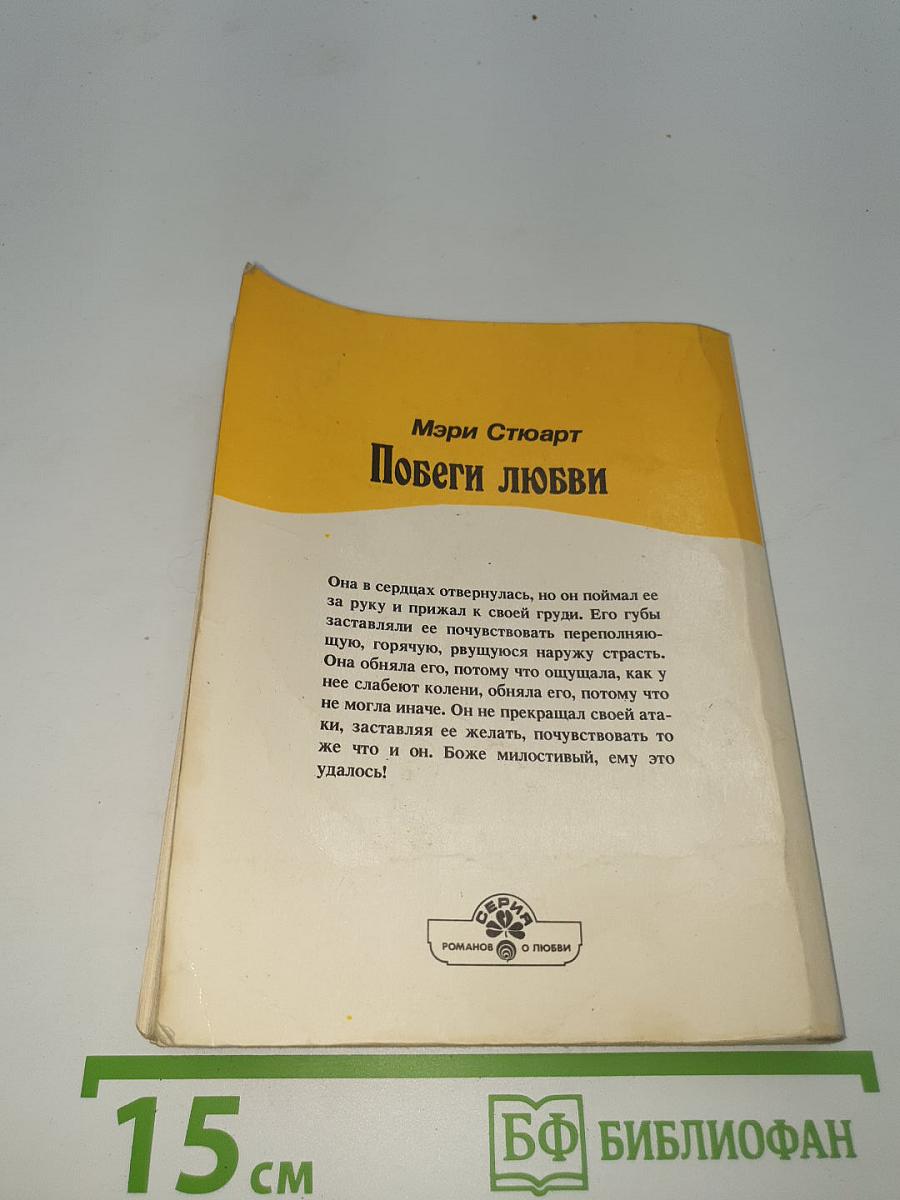 Мэри Стюарт
Побеги любви
Она в сердцах отвернулась, но он поймал ее
за руку и прижал к своей груди. Его губы
заставляли ее почувствовать переполняю-
щую, горячую, рвущуюся наружу страсть.
Она обняла его, потому что ощущала, как у
нее слабеют колени, обняла его, потому что
не могла иначе. Он не прекращал своей ата-
ки, заставляя ее желать, почувствовать то
же что и он. Боже милостивый, ему это
удалось!
СЕРИЯ
РОМАНОВ О ЛЮБВИ
15 см
БФ БИБЛИОФАН